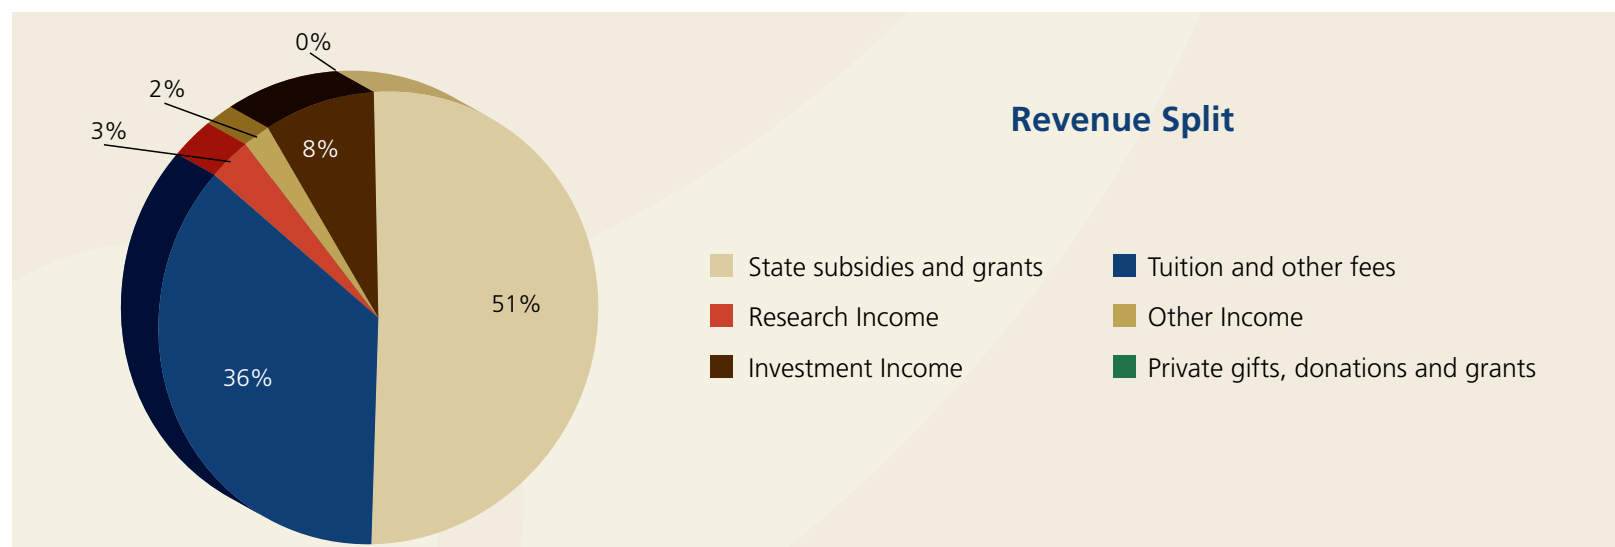 0%
2%
3%
8%
51%
36%
Revenue Split
State subsidies and grants
Tuition and other fees
Research Income
Other Income
Investment Income
Private gifts, donations and grants